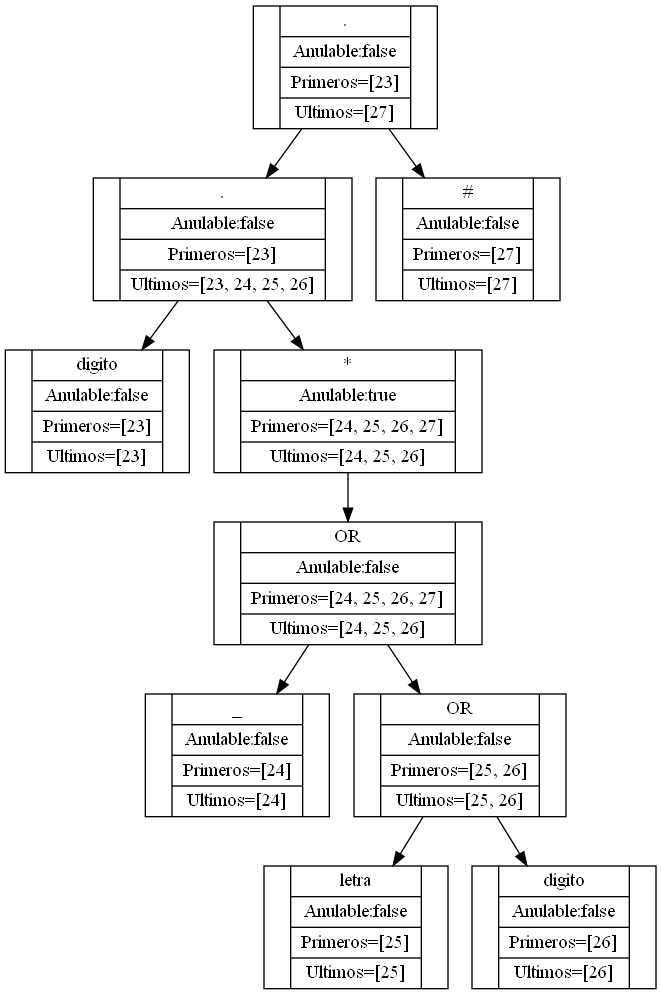 .
Anulable:false
Primeros=[23]
Ultimos=[27]
.
Anulable:false
Primeros=[23]
Ultimos=[23, 24, 25, 26]
#
Anulable:false
Primeros=[27]
Ultimos=[27]
digito
Anulable:false
Primeros=[23]
Ultimos=[23]
*
Anulable:true
Primeros=[24, 25, 26, 27]
Ultimos=[24, 25, 26]
OR
Anulable:false
Primeros=[24, 25, 26, 27]
Ultimos=[24, 25, 26]
_
Anulable:false
Primeros=[24]
Ultimos=[24]
OR
Anulable:false
Primeros=[25, 26]
Ultimos=[25, 26]
letra
Anulable:false
Primeros=[25]
Ultimos=[25]
digito
Anulable:false
Primeros=[26]
Ultimos=[26]